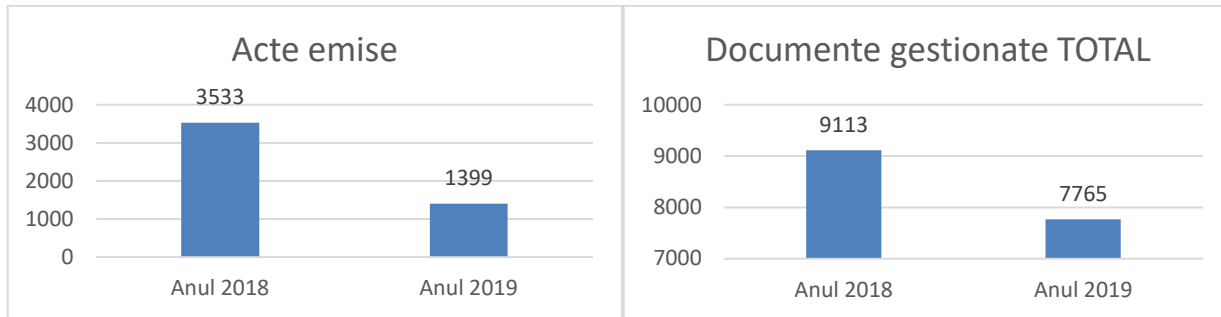 Acte emise
4000
3000
2000
1000
0
3533
1399
Anul 2018
Anul 2019
Documente gestionate TOTAL
10000
9000
8000
7000
9113
7765
Anul 2018
Anul 2019